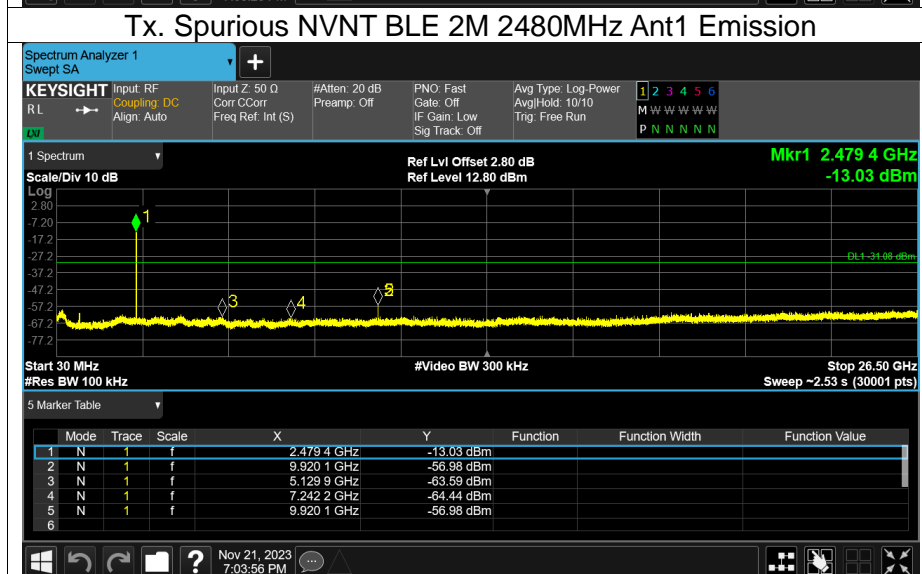 Tx. Spurious NVNT BLE 2M 2480MHz Ant1 Emission
Spectrum Analyzer 1
Swept SA
KEYSIGHT Input: RF Input Z: 50 Ω #Atten: 20 dB PNO: Fast Avg Type: Log-Power 1 2 3 4 5 6
R L Coupling: DC Corr CCorr Preamp: Off Gate: Off Avg|Hold: 10/10 M W W W W W
Align: Auto Freq Ref: Int (S) IF Gain: Low Trig: Free Run
LXI Sig Track: Off P N N N N N
1 Spectrum Ref Lvl Offset 2.80 dB Mkr1 2.479 4 GHz
Scale/Div 10 dB Ref Level 12.80 dBm -13.03 dBm
Log
2.80
-7.20 1
-17.2
-27.2 DL1 -31.08 dBm
-37.2
-47.2
-57.2 3 4
-67.2
-77.2
Start 30 MHz #Video BW 300 kHz Stop 26.50 GHz
#Res BW 100 kHz Sweep ~2.53 s (30001 pts)
5 Marker Table
Mode Trace Scale X Y Function Function Width Function Value
1 N 1 f 2.479 4 GHz -13.03 dBm
2 N 1 f 9.920 1 GHz -56.98 dBm
3 N 1 f 5.129 9 GHz -63.59 dBm
4 N 1 f 7.242 2 GHz -64.44 dBm
5 N 1 f 9.920 1 GHz -56.98 dBm
6
? Nov 21, 2023
7:03:56 PM